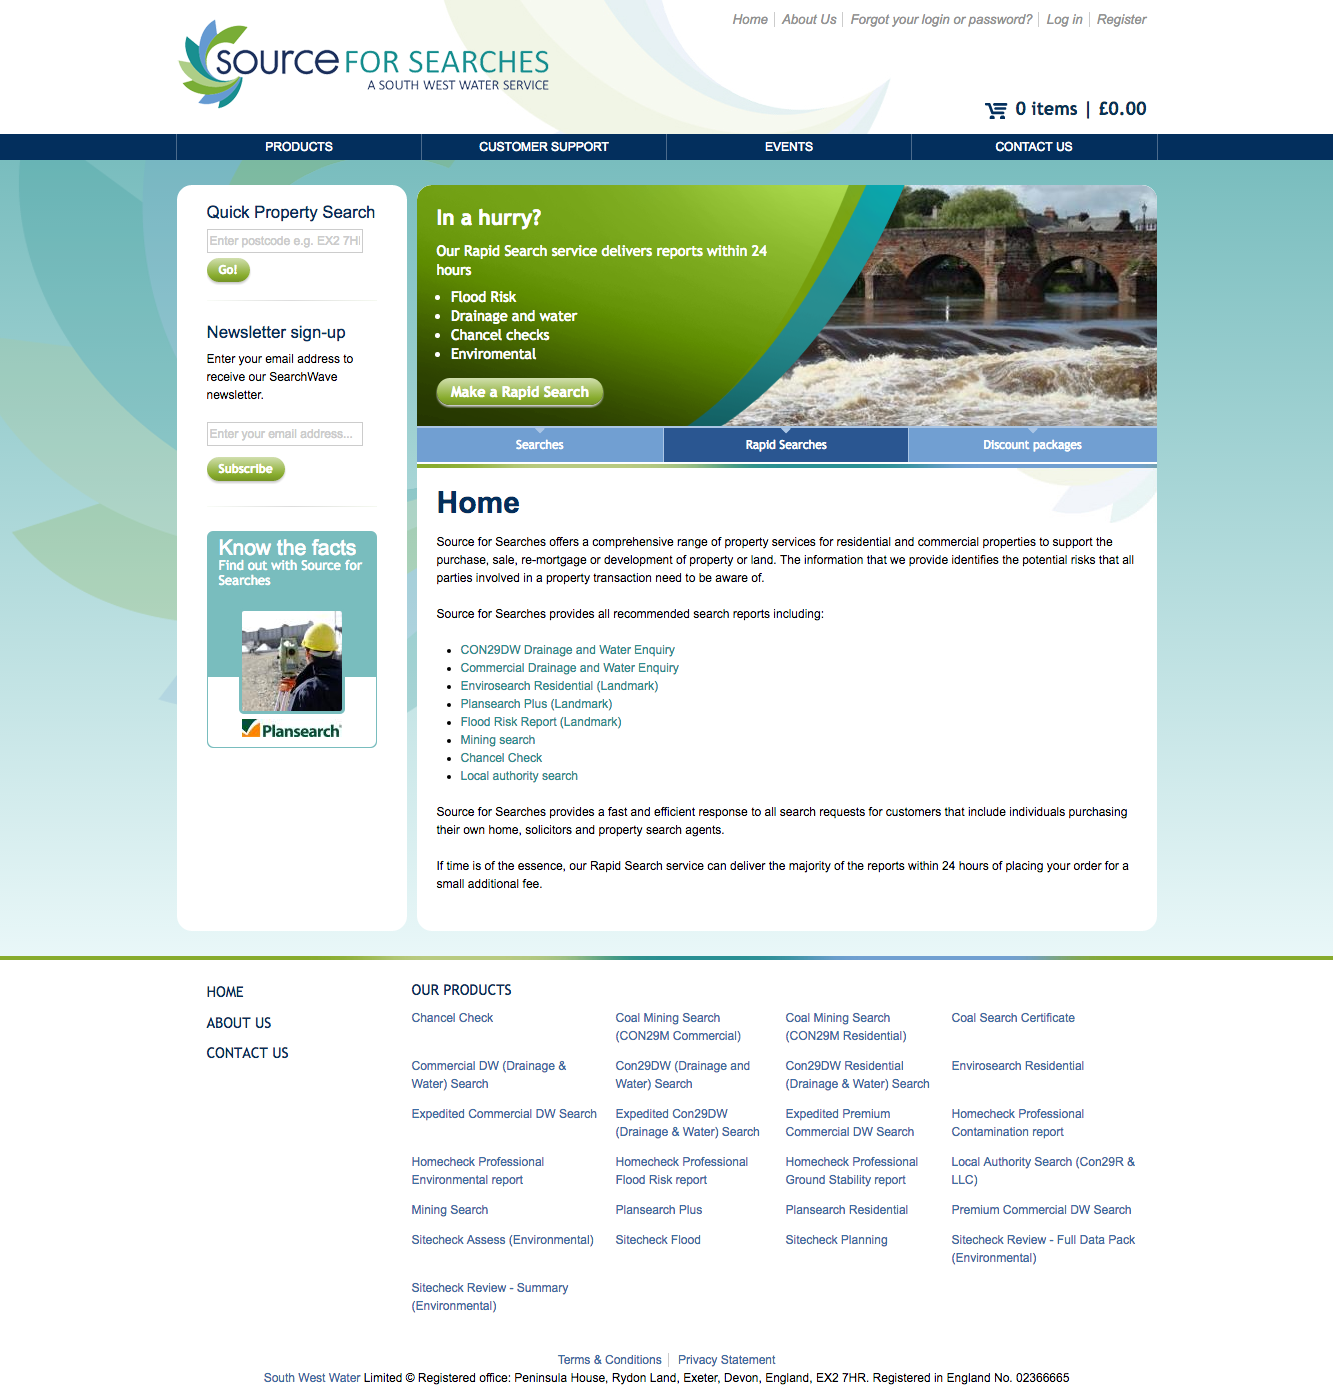 Home
About Us
Forgot your login or password?
Log in
Register
source FOR SEARCHES
A SOUTH WEST WATER SERVICE
0 items | £0.00
PRODUCTS
CUSTOMER SUPPORT
EVENTS
CONTACT US
Quick Property Search
Enter postcode e.g. EX2 7H
Go!
Newsletter sign-up
Enter your email address to
receive our SearchWave
newsletter.
Enter your email address...
Subscribe
Know the facts
Find out with Source for
Searches
Plansearch
In a hurry?
Our Rapid Search service delivers reports within 24
hours
Flood Risk
Drainage and water
Chancel checks
Enviromental
Make a Rapid Search
Searches
Rapid Searches
Discount packages
Home
Source for Searches offers a comprehensive range of property services for residential and commercial properties to support the
purchase, sale, re-mortgage or development of property or land. The information that we provide identifies the potential risks that all
parties involved in a property transaction need to be aware of.
Source for Searches provides all recommended search reports including:
CON29DW Drainage and Water Enquiry
Commercial Drainage and Water Enquiry
Envirosearch Residential (Landmark)
Plansearch Plus (Landmark)
Flood Risk Report (Landmark)
Mining search
Chancel Check
Local authority search
Source for Searches provides a fast and efficient response to all search requests for customers that include individuals purchasing
their own home, solicitors and property search agents.
If time is of the essence, our Rapid Search service can deliver the majority of the reports within 24 hours of placing your order for a
small additional fee.
HOME
ABOUT US
CONTACT US
OUR PRODUCTS
Chancel Check
Coal Mining Search
(CON29M Commercial)
Coal Mining Search
(CON29M Residential)
Coal Search Certificate
Commercial DW (Drainage &
Water) Search
Con29DW (Drainage and
Water) Search
Con29DW Residential
(Drainage & Water) Search
Envirosearch Residential
Expedited Commercial DW Search
Expedited Con29DW
(Drainage & Water) Search
Expedited Premium
Commercial DW Search
Homecheck Professional
Contamination report
Homecheck Professional
Environmental report
Homecheck Professional
Flood Risk report
Homecheck Professional
Ground Stability report
Local Authority Search (Con29R &
LLC)
Mining Search
Plansearch Plus
Plansearch Residential
Premium Commercial DW Search
Sitecheck Assess (Environmental)
Sitecheck Flood
Sitecheck Planning
Sitecheck Review - Full Data Pack
(Environmental)
Sitecheck Review - Summary
(Environmental)
Terms & Conditions
Privacy Statement
South West Water Limited © Registered office: Peninsula House, Rydon Land, Exeter, Devon, England, EX2 7HR. Registered in England No. 02366665